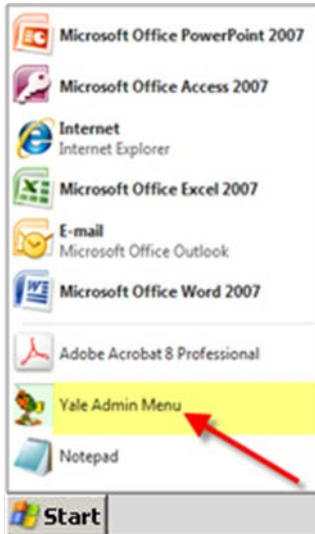 Microsoft Office PowerPoint 2007
Microsoft Office Access 2007
Internet
Internet Explorer
Microsoft Office Excel 2007
E-mail
Microsoft Office Outlook
Microsoft Office Word 2007
Adobe Acrobat 8 Professional
Yale Admin Menu
Notepad
Start